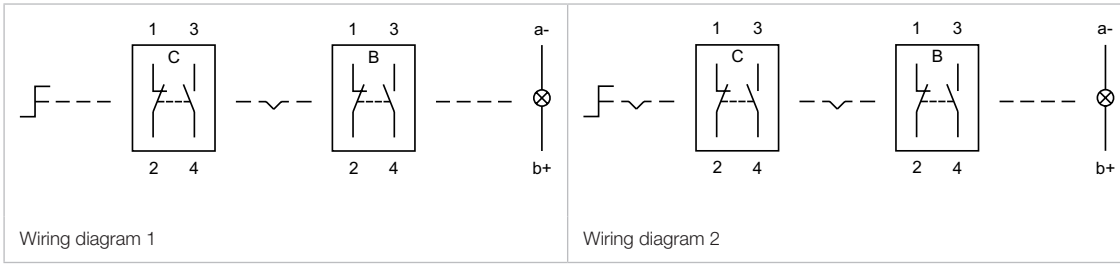 1 3 1 3 a-
C B
2 4 2 4 b+
Wiring diagram 1
1 3 1 3 a-
C B
2 4 2 4 b+
Wiring diagram 2